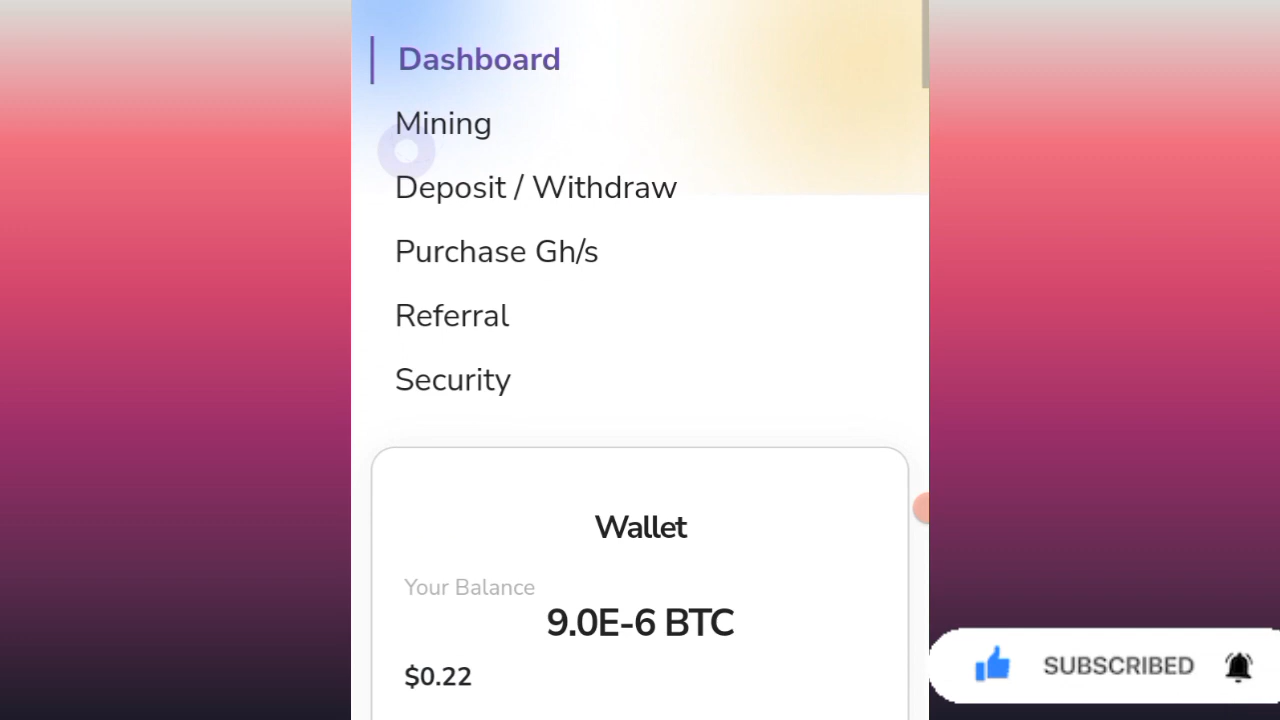 Dashboard
Mining
Deposit / Withdraw
Purchase Gh/s
Referral
Security
Wallet
Your Balance
9.0E-6 BTC
$0.22
SUBSCRIBED